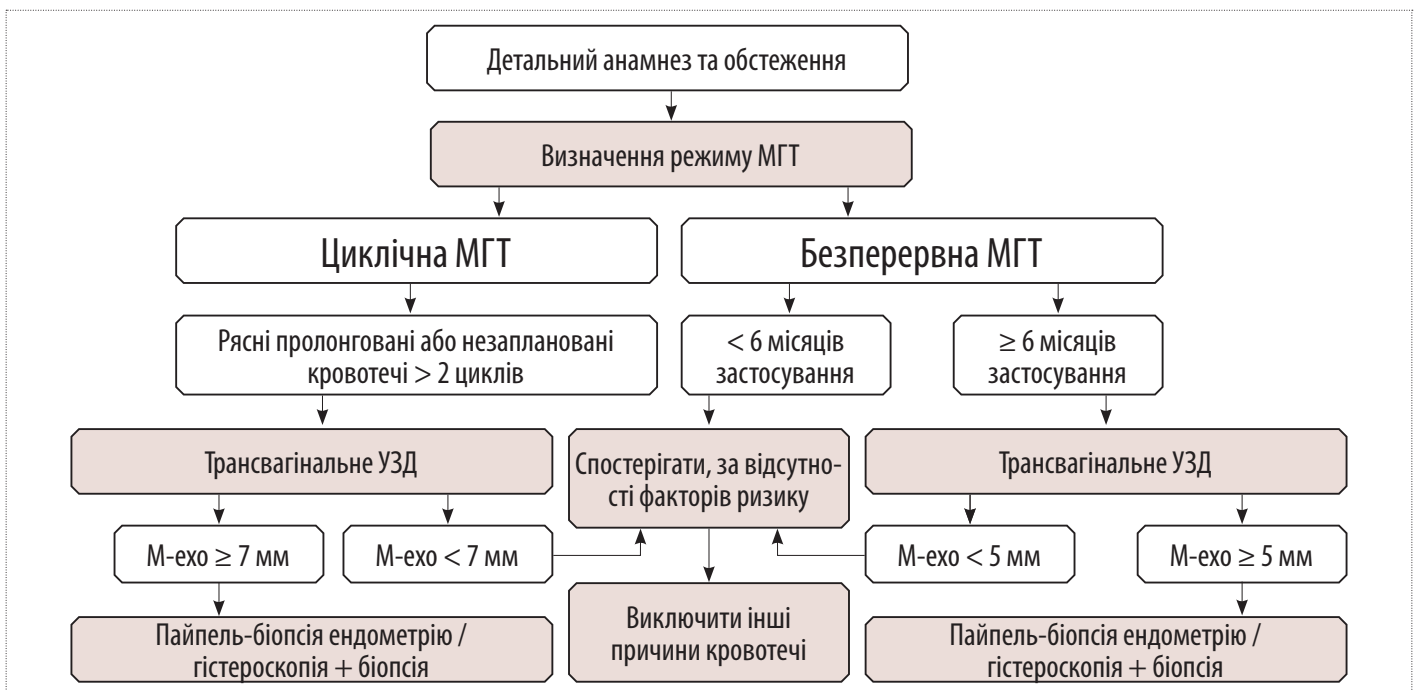 Детальний анамнез та обстеження
Визначення режиму МГТ
Циклічна МГТ
Безперервна МГТ
Рясні пролонговані або незаплановані
кровотечі > 2 циклів
< 6 місяців
застосування
≥ 6 місяців
застосування
Трансвагінальне УЗД
Спостерігати, за відсутно-
сті факторів ризику
Трансвагінальне УЗД
М-ехо ≥ 7 мм
М-ехо < 7 мм
М-ехо < 5 мм
М-ехо ≥ 5 мм
Пайпель-біопсія ендометрію /
гістероскопія + біопсія
Виключити інші
причини кровотечі
Пайпель-біопсія ендометрію /
гістероскопія + біопсія